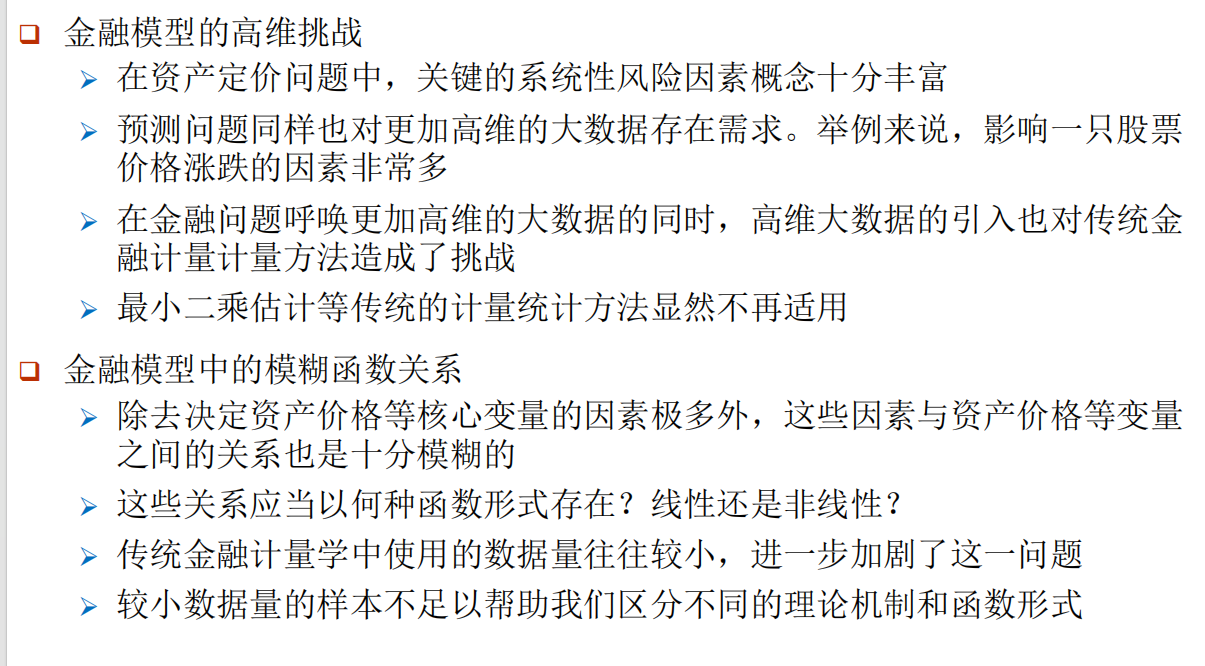 金融模型的高维挑战
在资产定价问题中，关键的系统性风险因素概念十分丰富
预测问题同样也对更加高维的大数据存在需求。举例来说，影响一只股票
价格涨跌的因素非常多
在金融问题呼唤更加高维的大数据的同时，高维大数据的引入也对传统金
融计量计量方法造成了挑战
最小二乘估计等传统的计量统计方法显然不再适用
金融模型中的模糊函数关系
除去决定资产价格等核心变量的因素极多外，这些因素与资产价格等变量
之间的关系也是十分模糊的
这些关系应当以何种函数形式存在？线性还是非线性？
传统金融计量学中使用的数据量往往较小，进一步加剧了这一问题
较小数据量的样本不足以帮助我们区分不同的理论机制和函数形式